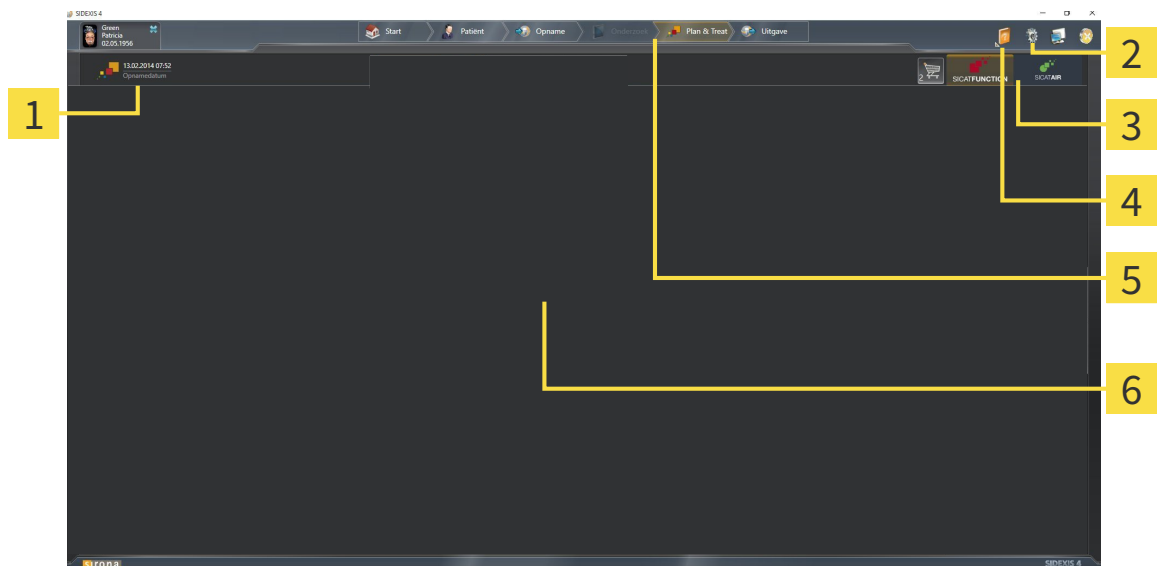 SIDEXIS 4
Green
Patricia
02.05.1956
Start
Patiënt
Opname
Onderzoek
Plan & Treat
Uitgave
13.02.2014 07:52
Opnamedatum
2
SICATFUNCTION
SICATAIR
1
2
3
4
5
6
sirona
SIDEXIS 4